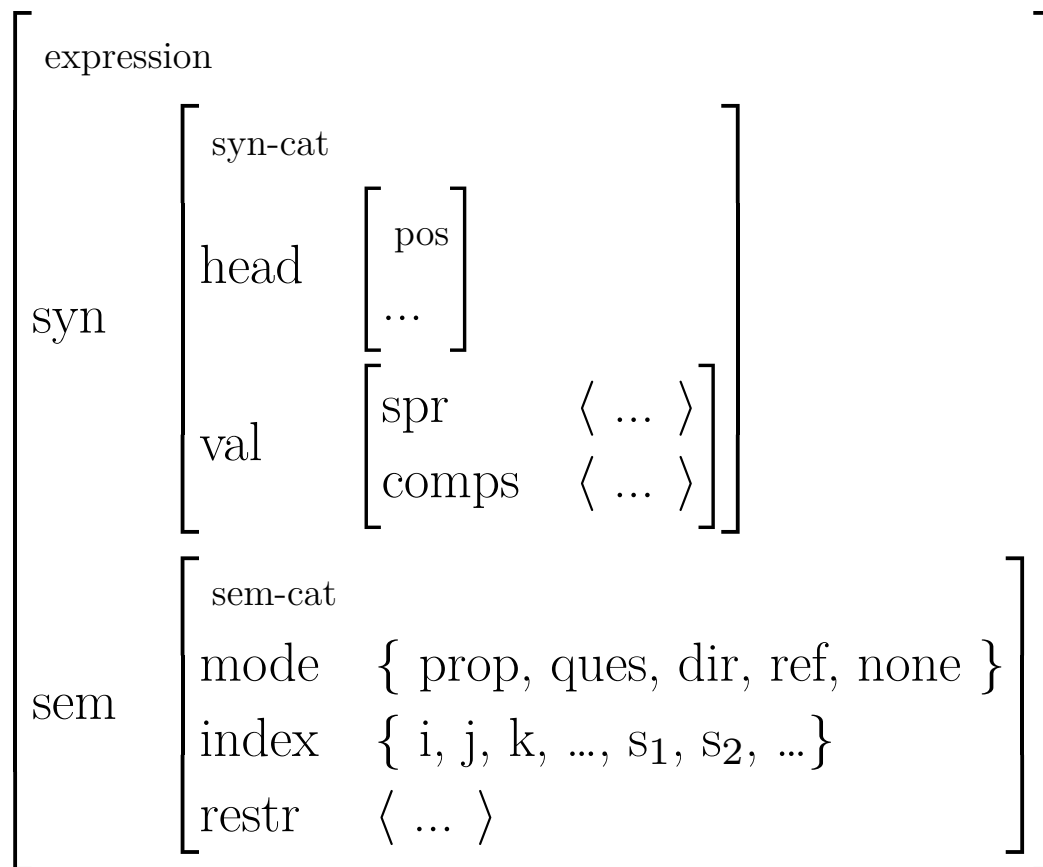 expression
syn-cat
head
pos
...
syn
val
spr ⟨ ... ⟩
comps ⟨ ... ⟩
sem-cat
mode { prop, ques, dir, ref, none }
sem
index { i, j, k, …, s₁, s₂, …}
restr ⟨ ... ⟩